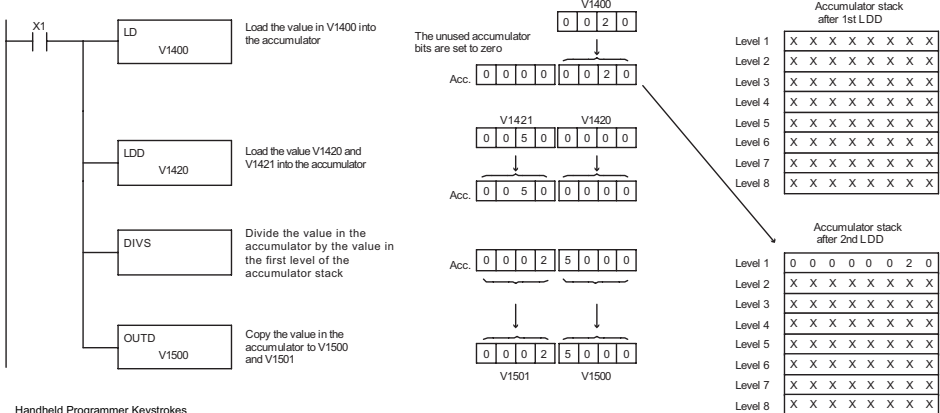 X1
LD
V1400
Load the value in V1400 into
the accumulator
LDD
V1420
Load the value V1420 and
V1421 into the accumulator
DIVS
Divide the value in the
accumulator by the value in
the first level of the
accumulator stack
OUTD
V1500
Copy the value in the
accumulator to V1500
and V1501
Handheld Programmer Keystrokes
V1400
0 0 2 0
The unused accumulator
bits are set to zero
Acc. 0 0 0 0 0 0 2 0
V1421 V1420
0 0 5 0 0 0 0 0
Acc. 0 0 5 0 0 0 0 0
Acc. 0 0 0 2 5 0 0 0
0 0 0 2 5 0 0 0
V1501 V1500
Accumulator stack
after 1st LDD
Level 1 X X X X X X X X
Level 2 X X X X X X X X
Level 3 X X X X X X X X
Level 4 X X X X X X X X
Level 5 X X X X X X X X
Level 6 X X X X X X X X
Level 7 X X X X X X X X
Level 8 X X X X X X X X
Accumulator stack
after 2nd LDD
Level 1 0 0 0 0 0 0 2 0
Level 2 X X X X X X X X
Level 3 X X X X X X X X
Level 4 X X X X X X X X
Level 5 X X X X X X X X
Level 6 X X X X X X X X
Level 7 X X X X X X X X
Level 8 X X X X X X X X